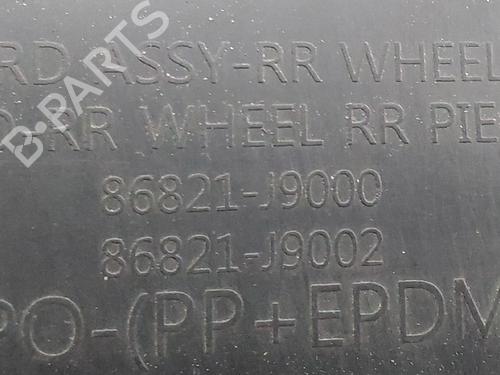 B-PARTS
RD ASSY-RR WHEEL
D-RR WHEEL RR PIE
86821-J9000
86821-J9002
PO-(PP+EPDM